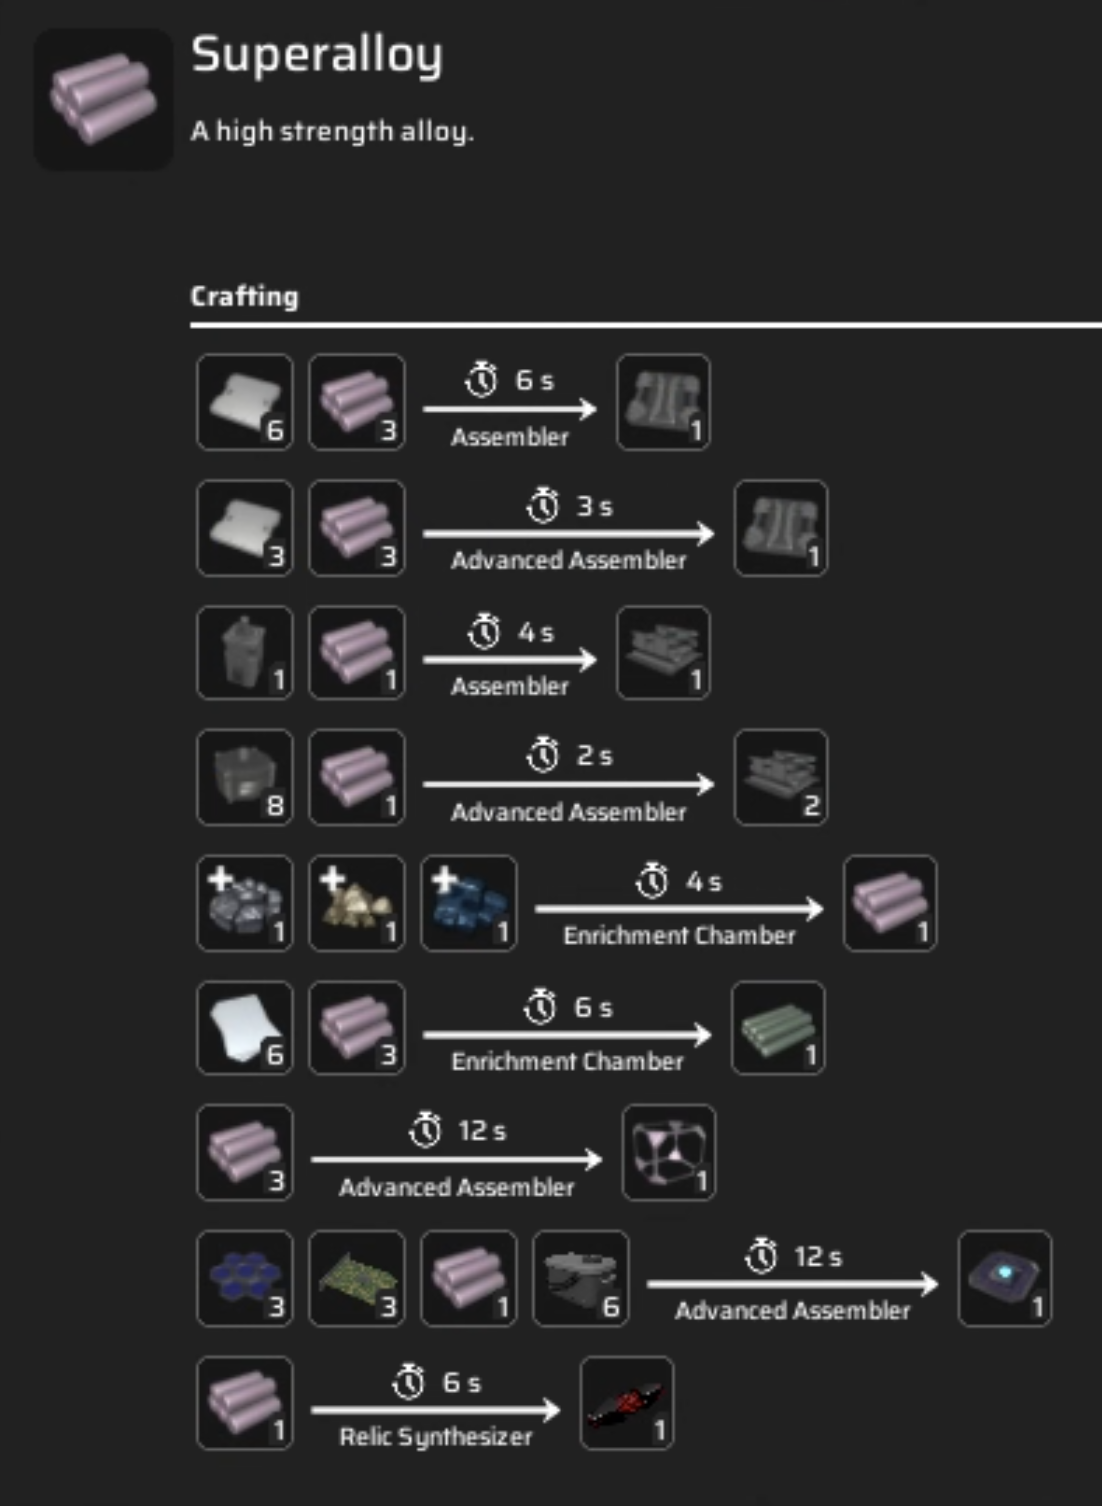 Superalloy
A high strength alloy.
Crafting
6 3 6 s Assembler 1
3 3 3 s Advanced Assembler 1
1 1 4 s Assembler 1
8 1 2 s Advanced Assembler 2
1 1 1 4 s Enrichment Chamber 1
6 3 6 s Enrichment Chamber 1
3 12 s Advanced Assembler 1
3 3 1 6 12 s Advanced Assembler 1
1 6 s Relic Synthesizer 1